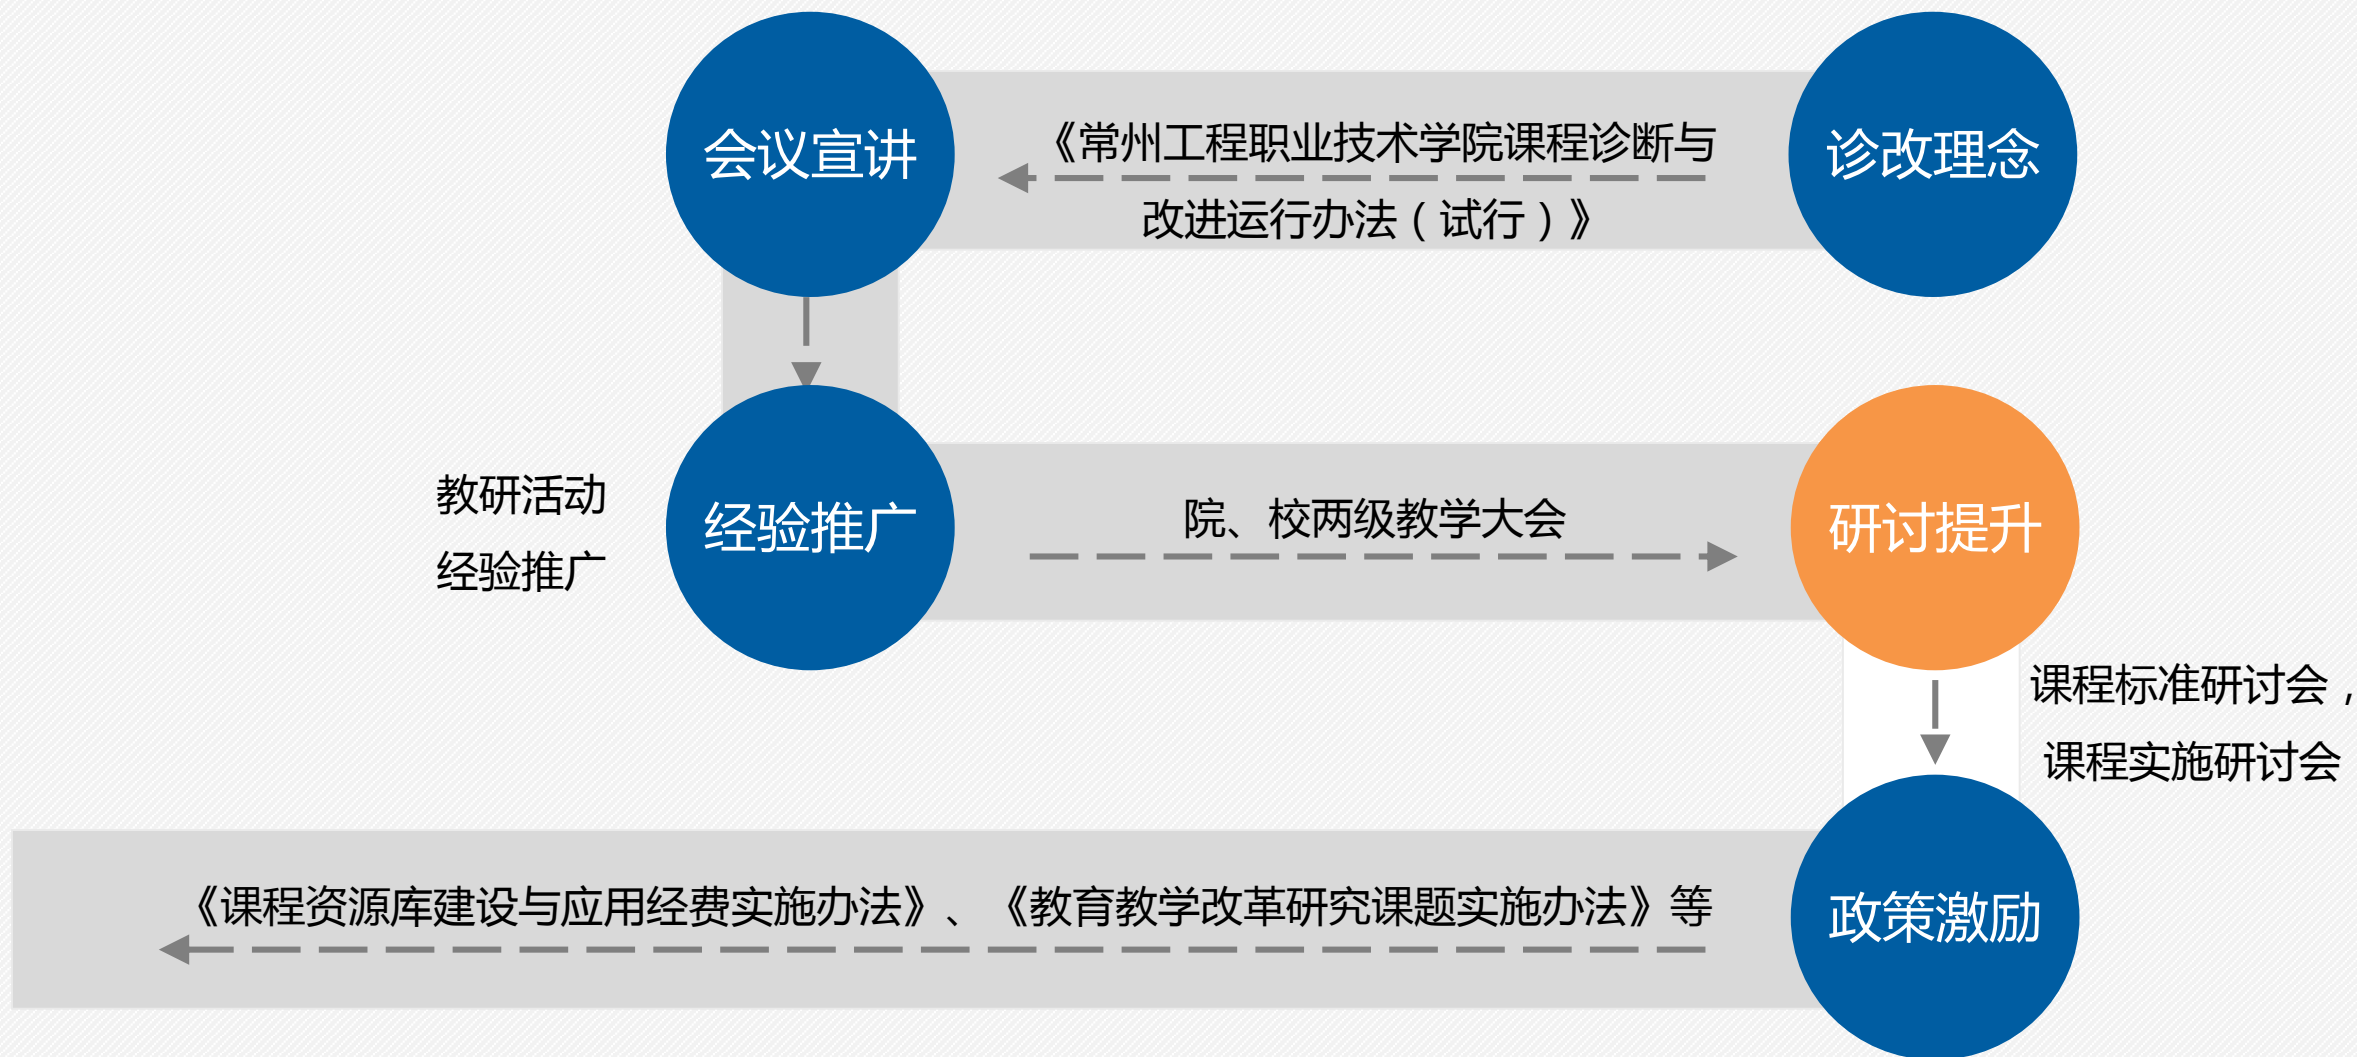 会议宣讲
《常州工程职业技术学院课程诊断与
改进运行办法（试行）》
诊改理念
教研活动
经验推广
经验推广
院、校两级教学大会
研讨提升
课程标准研讨会，
课程实施研讨会
《课程资源库建设与应用经费实施办法》、《教育教学改革研究课题实施办法》等
政策激励